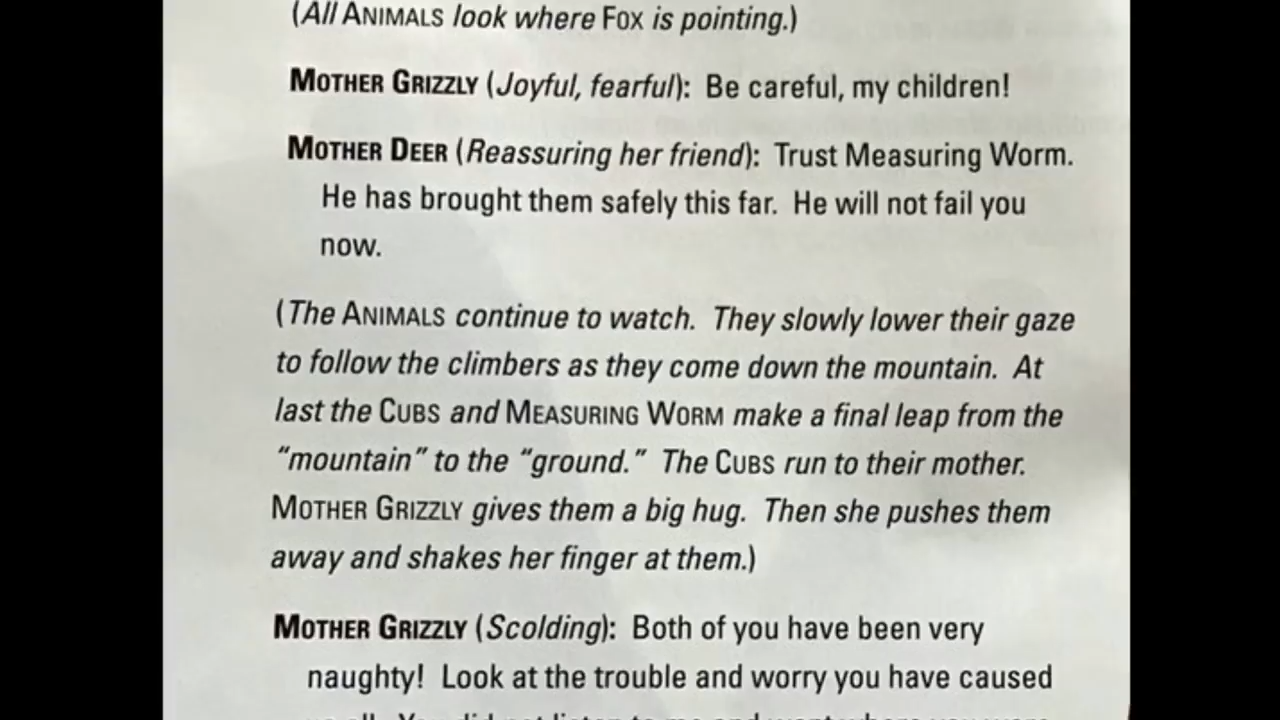 (All ANIMALS look where FOX is pointing.)
MOTHER GRIZZLY (Joyful, fearful): Be careful, my children!
MOTHER DEER (Reassuring her friend): Trust Measuring Worm.
He has brought them safely this far. He will not fail you
now.
(The ANIMALS continue to watch. They slowly lower their gaze
to follow the climbers as they come down the mountain. At
last the CUBS and MEASURING WORM make a final leap from the
“mountain” to the “ground.” The CUBS run to their mother.
MOTHER GRIZZLY gives them a big hug. Then she pushes them
away and shakes her finger at them.)
MOTHER GRIZZLY (Scolding): Both of you have been very
naughty! Look at the trouble and worry you have caused